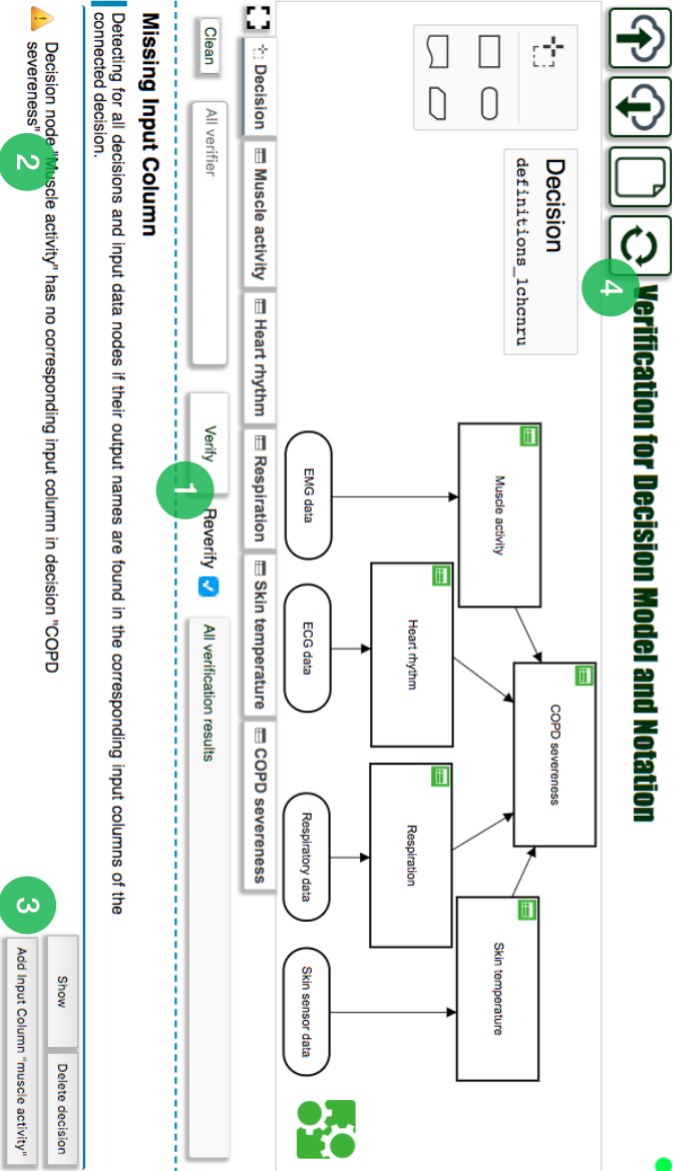 Verification for Decision Model and Notation
4
Decision
definitions_1chcnru
COPD severeness
Muscle activity
Skin temperature
Heart rhythm
Respiration
EMG data
ECG data
Respiratory data
Skin sensor data
Decision
Muscle activity
Heart rhythm
Respiration
Skin temperature
COPD severeness
Clean
All verifier
Verify
1
Reverify
All verification results
Missing Input Column
Detecting for all decisions and input data nodes if their output names are found in the corresponding input columns of the
connected decision.
Decision node "Muscle activity" has no corresponding input column in decision "COPD
severeness"
2
3
Show
Delete decision
Add Input Column "muscle activity"